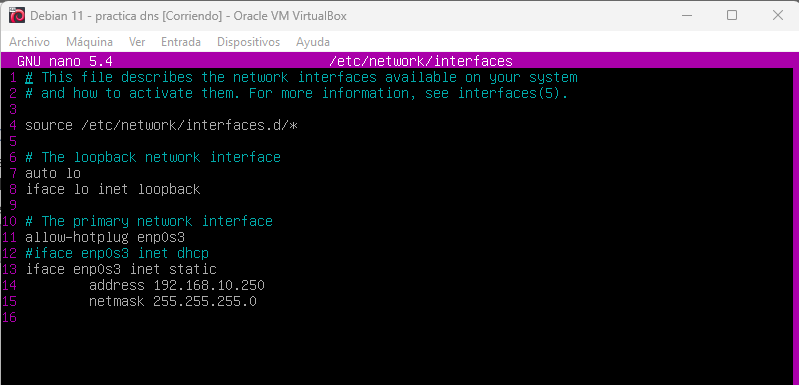 Debian 11 - practica dns [Corriendo] - Oracle VM VirtualBox
Archivo Máquina Ver Entrada Dispositivos Ayuda
GNU nano 5.4 /etc/network/interfaces
1 # This file describes the network interfaces available on your system
2 # and how to activate them. For more information, see interfaces(5).
3
4 source /etc/network/interfaces.d/*
5
6 # The loopback network interface
7 auto lo
8 iface lo inet loopback
9
10 # The primary network interface
11 allow-hotplug enp0s3
12 #iface enp0s3 inet dhcp
13 iface enp0s3 inet static
14         address 192.168.10.250
15         netmask 255.255.255.0
16